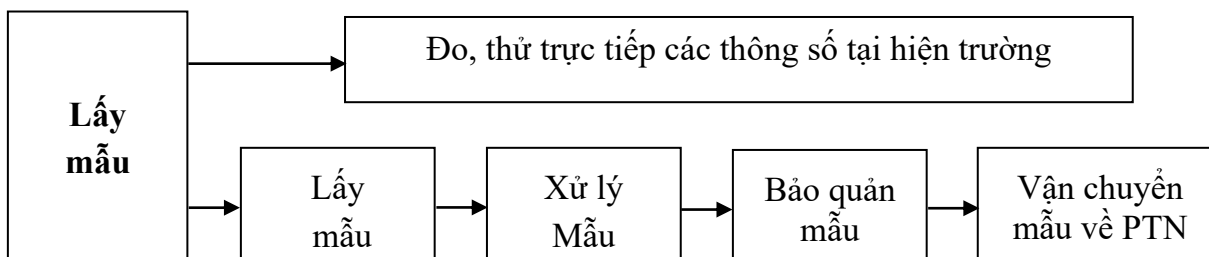 Lấy
mẫu
Đo, thử trực tiếp các thông số tại hiện trường
Lấy
mẫu
Xử lý
Mẫu
Bảo quản
mẫu
Vận chuyển
mẫu về PTN